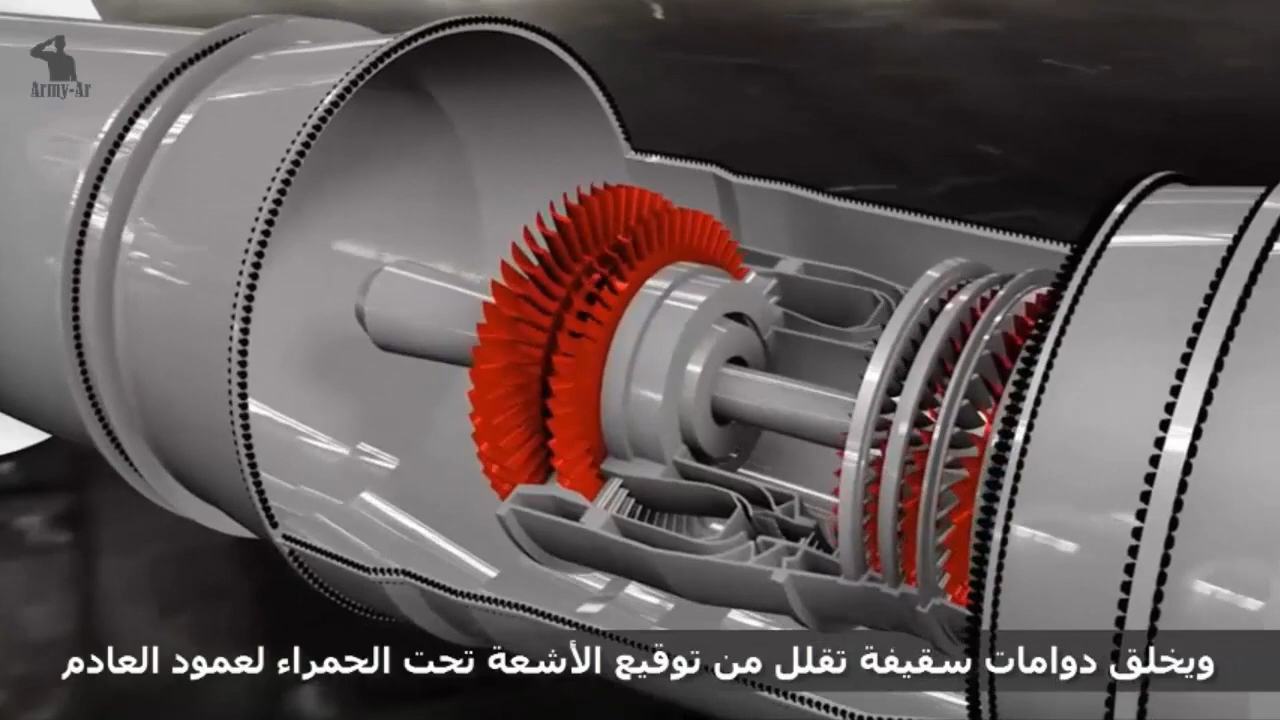 Army-Ar
ويخلق دوامات سقيفة تقلل من توقيع الأشعة تحت الحمراء لعمود العادم